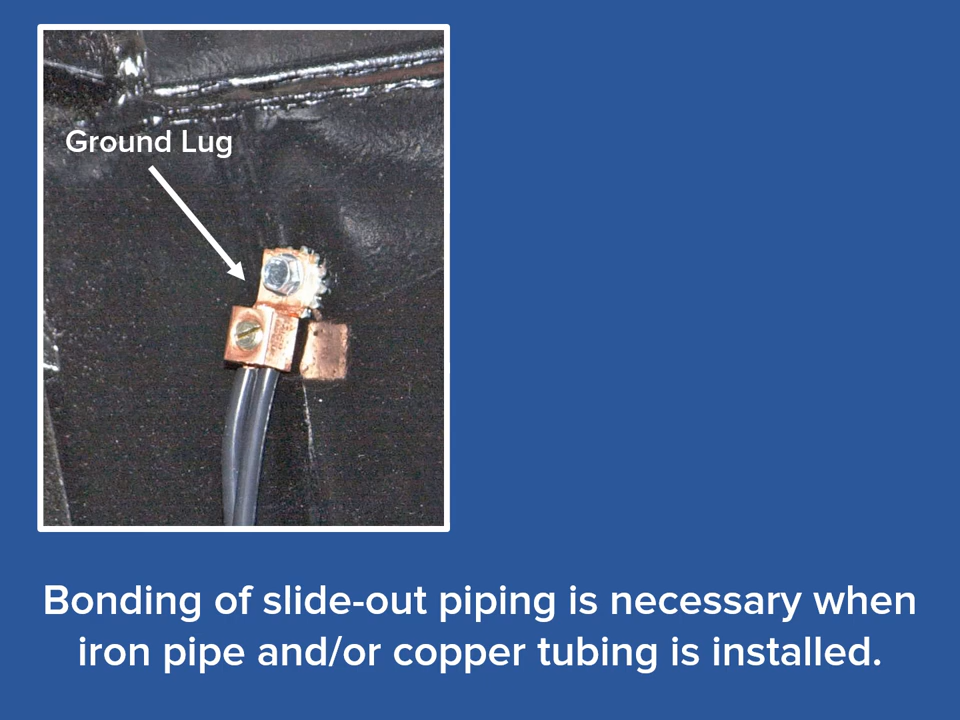 Ground Lug
Bonding of slide-out piping is necessary when
iron pipe and/or copper tubing is installed.